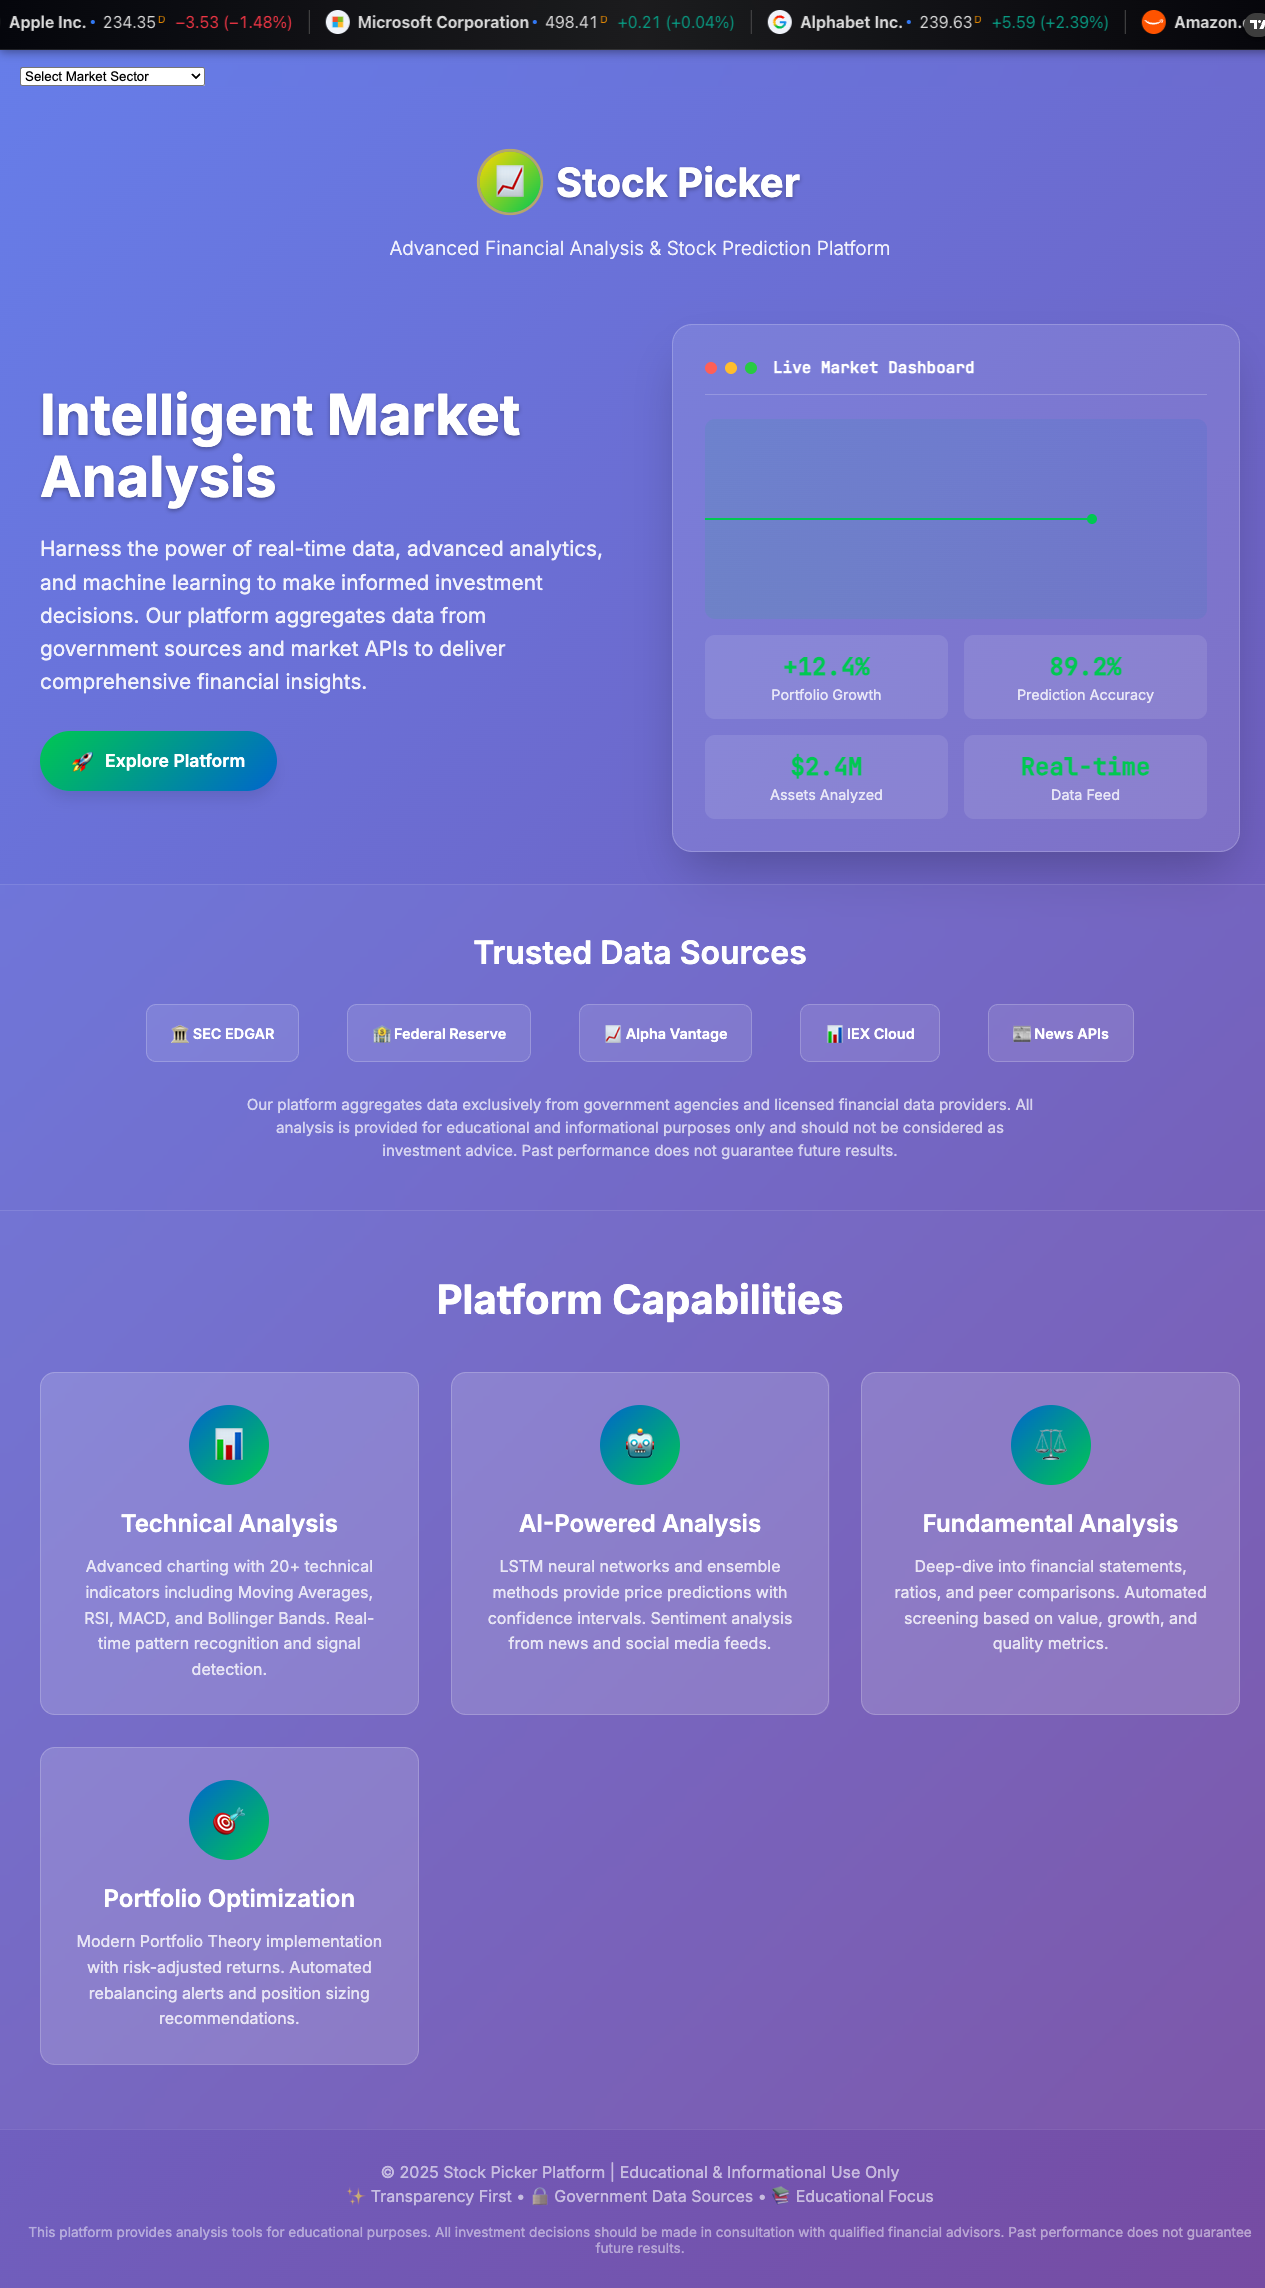 Apple Inc. • 234.35 D −3.53 (−1.48%) Microsoft Corporation • 498.41 D +0.21 (+0.04%) Alphabet Inc. • 239.63 D +5.59 (+2.39%) Amazon.
Select Market Sector
Stock Picker
Advanced Financial Analysis & Stock Prediction Platform
Live Market Dashboard
Intelligent Market
Analysis
Harness the power of real-time data, advanced analytics,
and machine learning to make informed investment
decisions. Our platform aggregates data from
government sources and market APIs to deliver
comprehensive financial insights.
🚀 Explore Platform
+12.4% 89.2%
Portfolio Growth Prediction Accuracy
$2.4M Real-time
Assets Analyzed Data Feed
Trusted Data Sources
🏛️ SEC EDGAR 🏦 Federal Reserve 📈 Alpha Vantage 📊 IEX Cloud 📰 News APIs
Our platform aggregates data exclusively from government agencies and licensed financial data providers. All
analysis is provided for educational and informational purposes only and should not be considered as
investment advice. Past performance does not guarantee future results.
Platform Capabilities
Technical Analysis
Advanced charting with 20+ technical
indicators including Moving Averages,
RSI, MACD, and Bollinger Bands. Real-
time pattern recognition and signal
detection.
AI-Powered Analysis
LSTM neural networks and ensemble
methods provide price predictions with
confidence intervals. Sentiment analysis
from news and social media feeds.
Fundamental Analysis
Deep-dive into financial statements,
ratios, and peer comparisons. Automated
screening based on value, growth, and
quality metrics.
Portfolio Optimization
Modern Portfolio Theory implementation
with risk-adjusted returns. Automated
rebalancing alerts and position sizing
recommendations.
© 2025 Stock Picker Platform | Educational & Informational Use Only
✨ Transparency First • 🔒 Government Data Sources • 📚 Educational Focus
This platform provides analysis tools for educational purposes. All investment decisions should be made in consultation with qualified financial advisors. Past performance does not guarantee
future results.